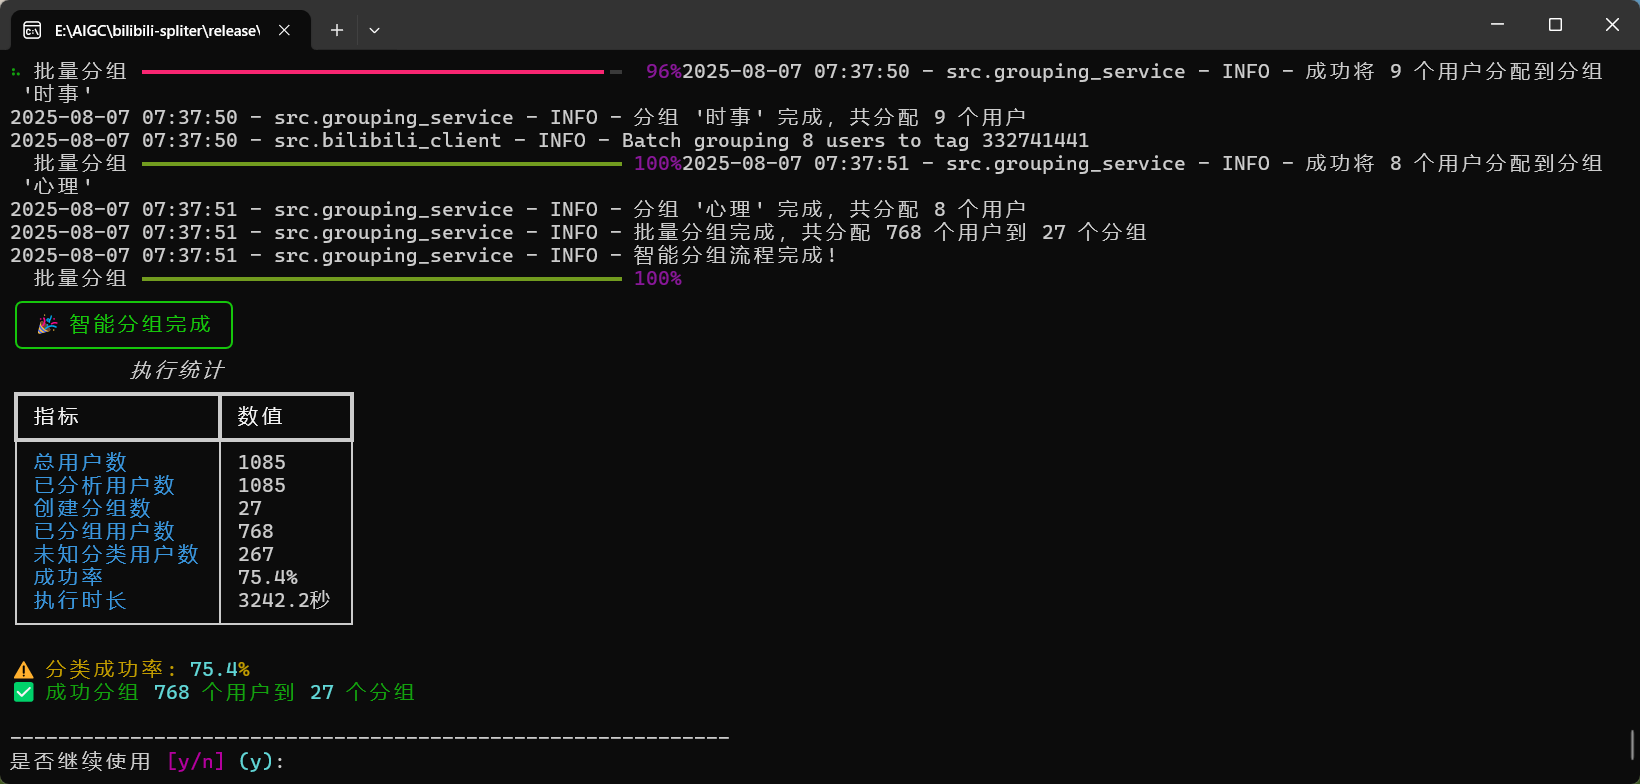 E:\AIGC\bilibili-spliter\release\
批量分组 96%2025-08-07 07:37:50 - src.grouping_service - INFO - 成功将 9 个用户分配到分组
'时事'
2025-08-07 07:37:50 - src.grouping_service - INFO - 分组 '时事' 完成，共分配 9 个用户
2025-08-07 07:37:50 - src.bilibili_client - INFO - Batch grouping 8 users to tag 332741441
批量分组 100%2025-08-07 07:37:51 - src.grouping_service - INFO - 成功将 8 个用户分配到分组
'心理'
2025-08-07 07:37:51 - src.grouping_service - INFO - 分组 '心理' 完成，共分配 8 个用户
2025-08-07 07:37:51 - src.grouping_service - INFO - 批量分组完成，共分配 768 个用户到 27 个分组
2025-08-07 07:37:51 - src.grouping_service - INFO - 智能分组流程完成！
批量分组 100%
🎉 智能分组完成
执行统计
指标 数值
总用户数 1085
已分析用户数 1085
创建分组数 27
已分组用户数 768
未知分类用户数 267
成功率 75.4%
执行时长 3242.2秒
⚠️ 分类成功率: 75.4%
✅ 成功分组 768 个用户到 27 个分组
------------------------------------------------------------
是否继续使用 [y/n] (y):